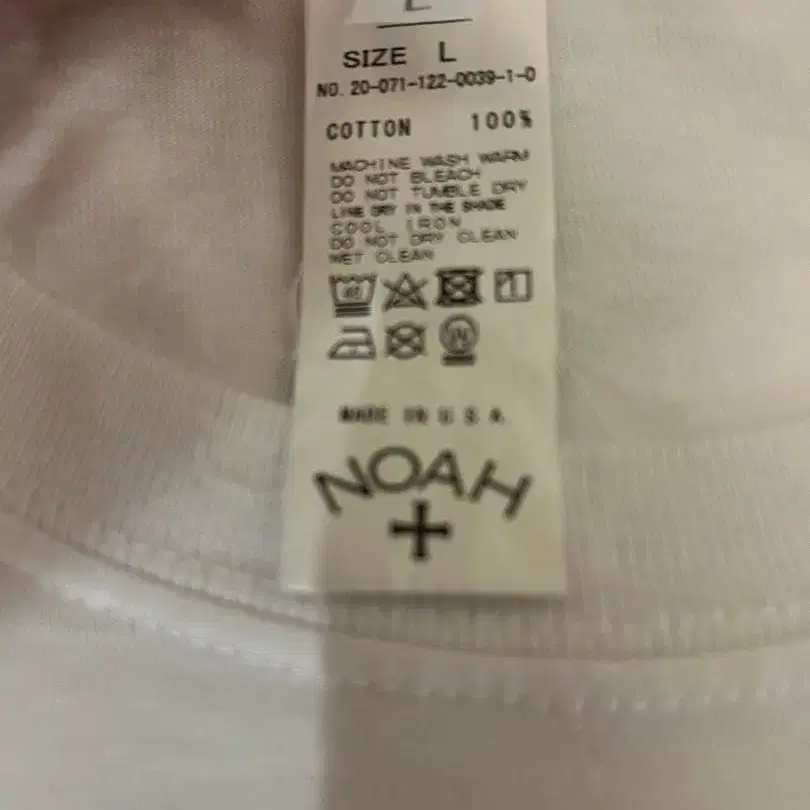 L
SIZE L
NO. 20-071-122-0039-1-0
COTTON 100%
MACHINE WASH WARM
DO NOT BLEACH
DO NOT TUMBLE DRY
LINE DRY IN THE SHADE
COOL IRON
DO NOT DRY CLEAN
WET CLEAN
40
W
MADE IN U.S.A.
NOAH